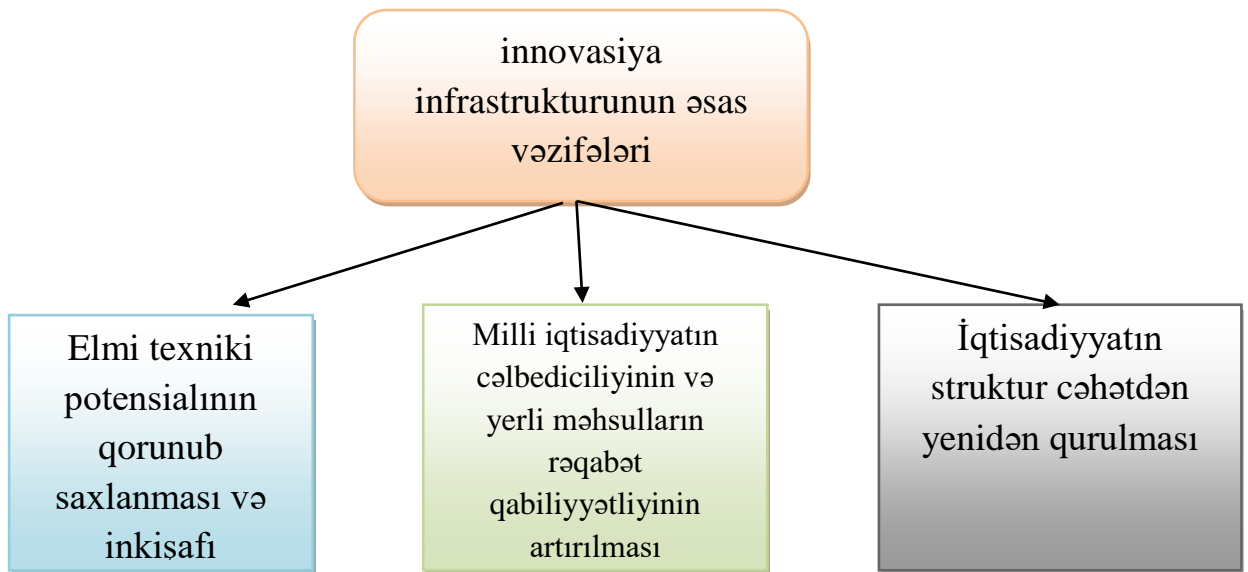 innovasiya
infrastrukturunun əsas
vəzifələri
Elmi texniki
potensialının
qorunub
saxlanması və
inkişafı
Milli iqtisadiyyatın
cəlbediciliyinin və
yerli məhsulların
rəqabət
qabiliyyətliyinin
artırılması
İqtisadiyyatın
struktur cəhətdən
yenidən qurulması